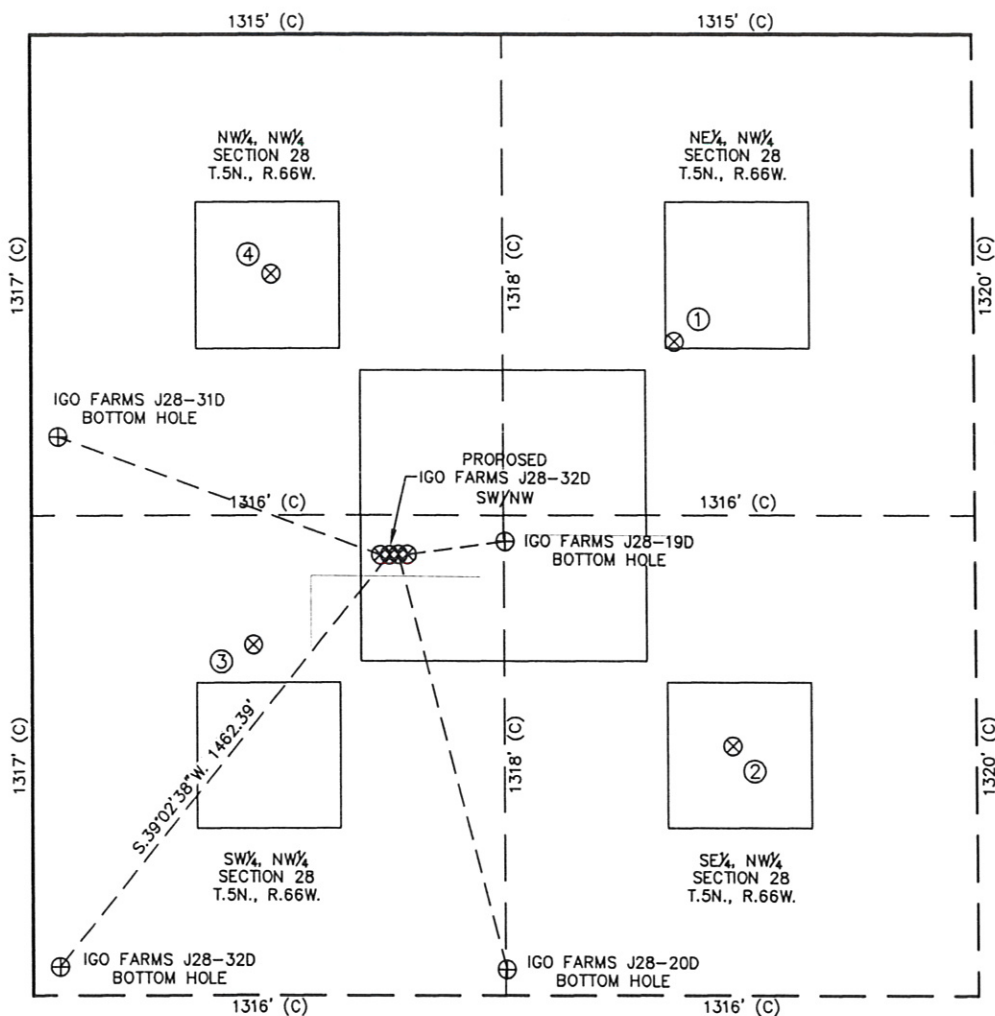 1315' (C)
1315' (C)
NW¼, NW¼
SECTION 28
T.5N., R.66W.
NE¼, NW¼
SECTION 28
T.5N., R.66W.
4
1317' (C)
1318' (C)
1320' (C)
1
IGO FARMS J28-31D
BOTTOM HOLE
PROPOSED
IGO FARMS J28-32D
SW/NW
1316' (C)
1316' (C)
IGO FARMS J28-19D
BOTTOM HOLE
3
S.39°02'38"W. 1462.39'
1317' (C)
1318' (C)
1320' (C)
2
SW¼, NW¼
SECTION 28
T.5N., R.66W.
SE¼, NW¼
SECTION 28
T.5N., R.66W.
IGO FARMS J28-32D
BOTTOM HOLE
IGO FARMS J28-20D
BOTTOM HOLE
1316' (C)
1316' (C)